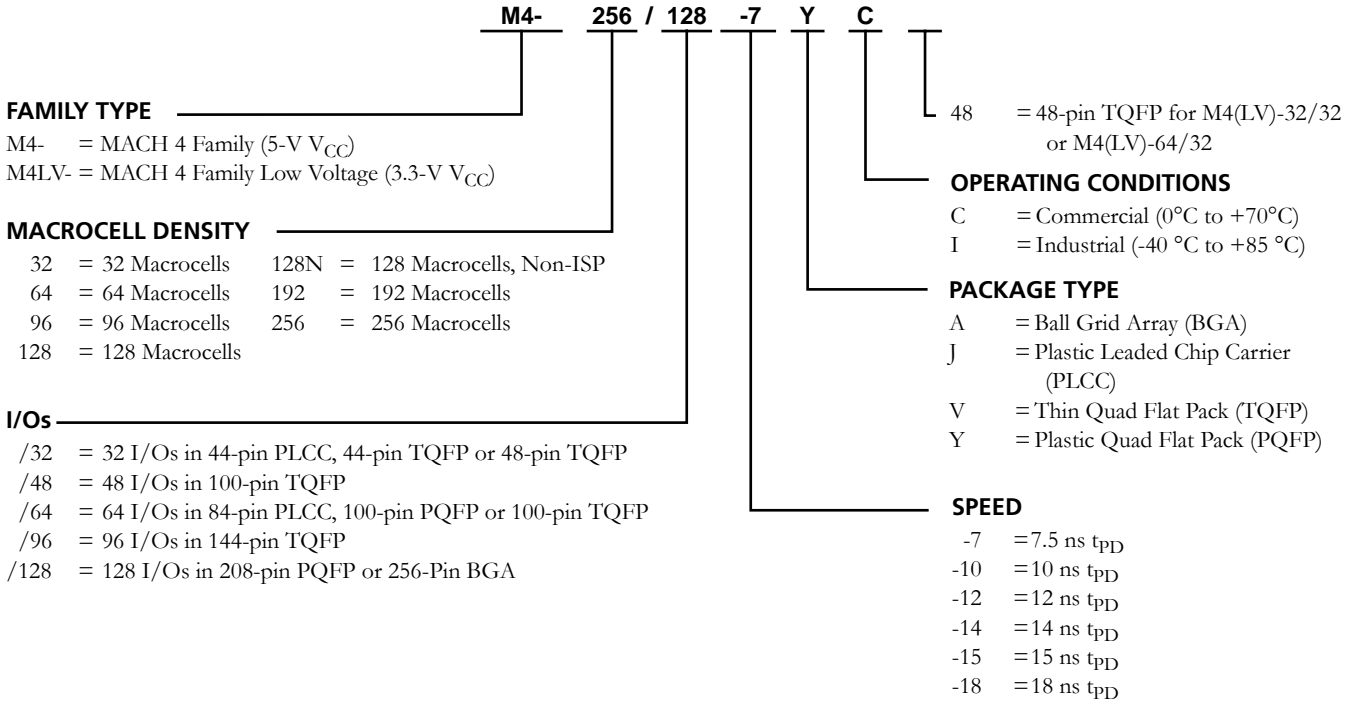 M4- 256 / 128 -7 Y C
FAMILY TYPE
M4- = MACH 4 Family (5-V VCC)
M4LV- = MACH 4 Family Low Voltage (3.3-V VCC)
MACROCELL DENSITY
32 = 32 Macrocells 128N = 128 Macrocells, Non-ISP
64 = 64 Macrocells 192 = 192 Macrocells
96 = 96 Macrocells 256 = 256 Macrocells
128 = 128 Macrocells
I/Os
/32 = 32 I/Os in 44-pin PLCC, 44-pin TQFP or 48-pin TQFP
/48 = 48 I/Os in 100-pin TQFP
/64 = 64 I/Os in 84-pin PLCC, 100-pin PQFP or 100-pin TQFP
/96 = 96 I/Os in 144-pin TQFP
/128 = 128 I/Os in 208-pin PQFP or 256-Pin BGA
48 = 48-pin TQFP for M4(LV)-32/32
or M4(LV)-64/32
OPERATING CONDITIONS
C = Commercial (0°C to +70°C)
I = Industrial (-40 °C to +85 °C)
PACKAGE TYPE
A = Ball Grid Array (BGA)
J = Plastic Leaded Chip Carrier
(PLCC)
V = Thin Quad Flat Pack (TQFP)
Y = Plastic Quad Flat Pack (PQFP)
SPEED
-7 =7.5 ns tPD
-10 =10 ns tPD
-12 =12 ns tPD
-14 =14 ns tPD
-15 =15 ns tPD
-18 =18 ns tPD